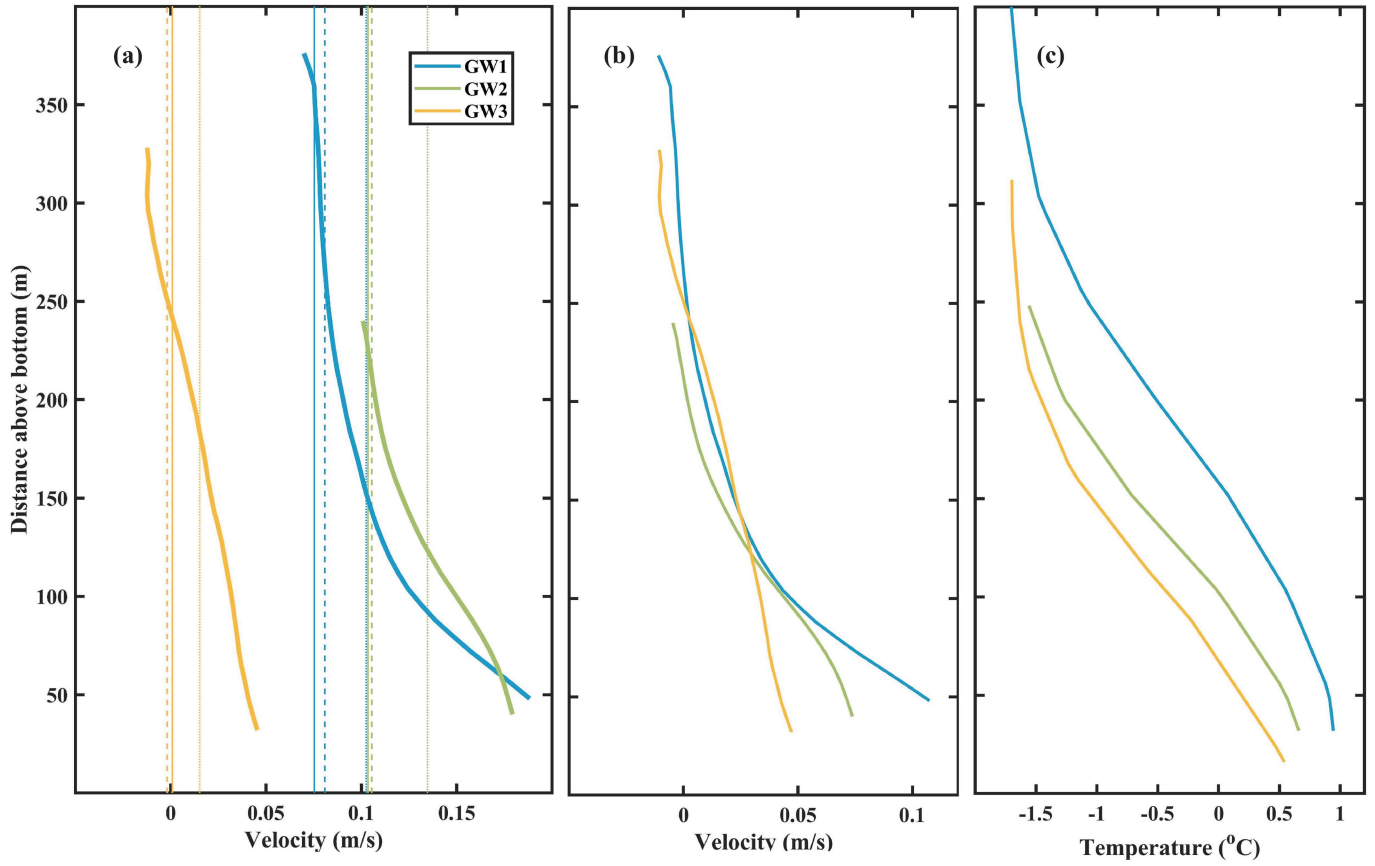 (a)
GW1
GW2
GW3
(b)
(c)
350
300
250
200
150
100
50
Distance above bottom (m)
0 0.05 0.1 0.15
Velocity (m/s)
0 0.05 0.1
Velocity (m/s)
-1.5 -1 -0.5 0 0.5 1
Temperature (°C)